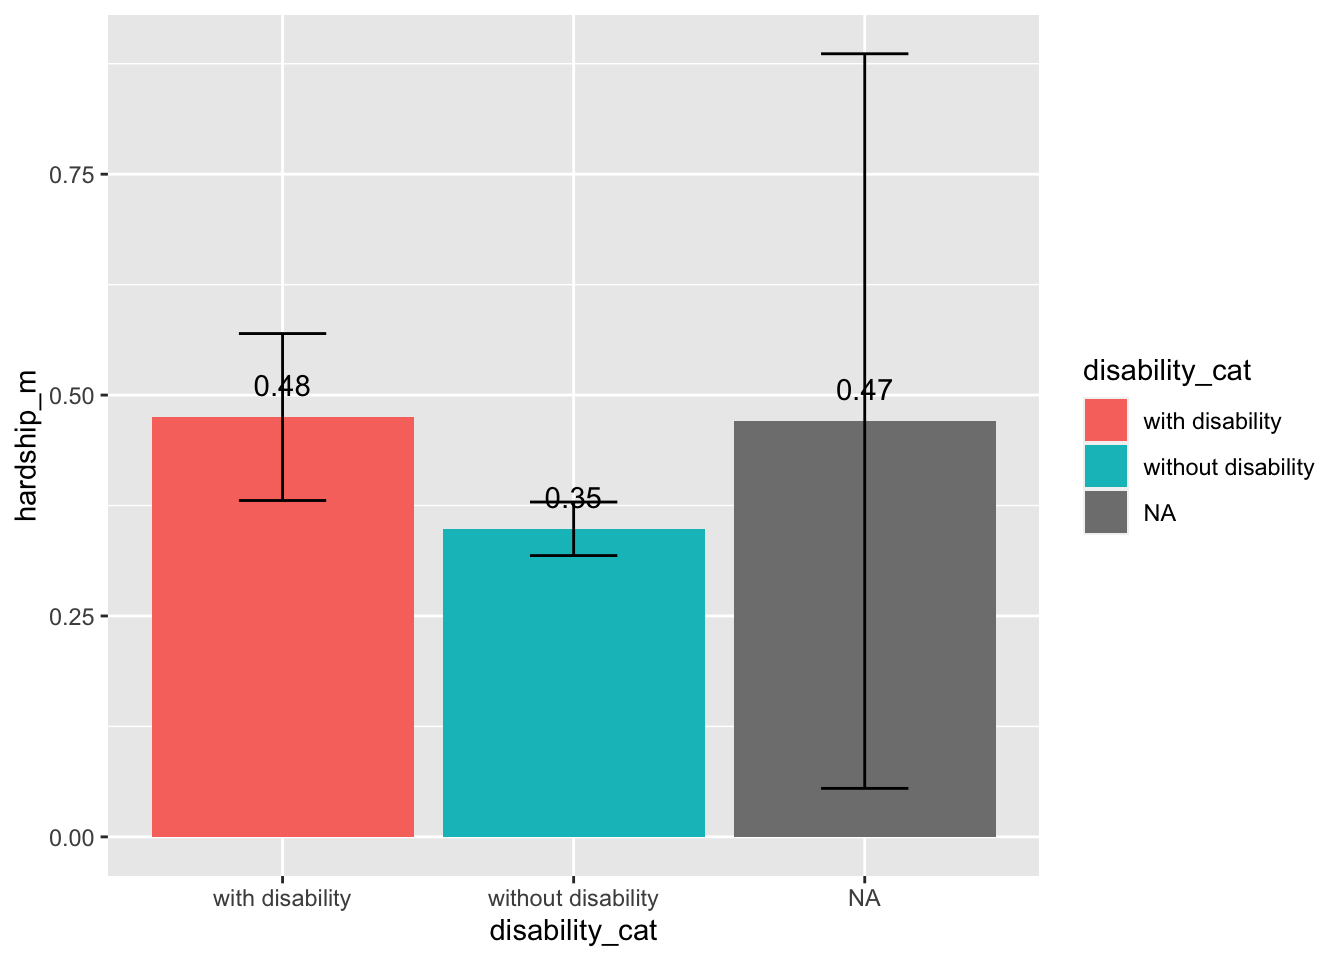 hardship_m
0.75
0.50
0.25
0.00
0.48
0.35
0.47
with disability
without disability
NA
disability_cat
disability_cat
with disability
without disability
NA